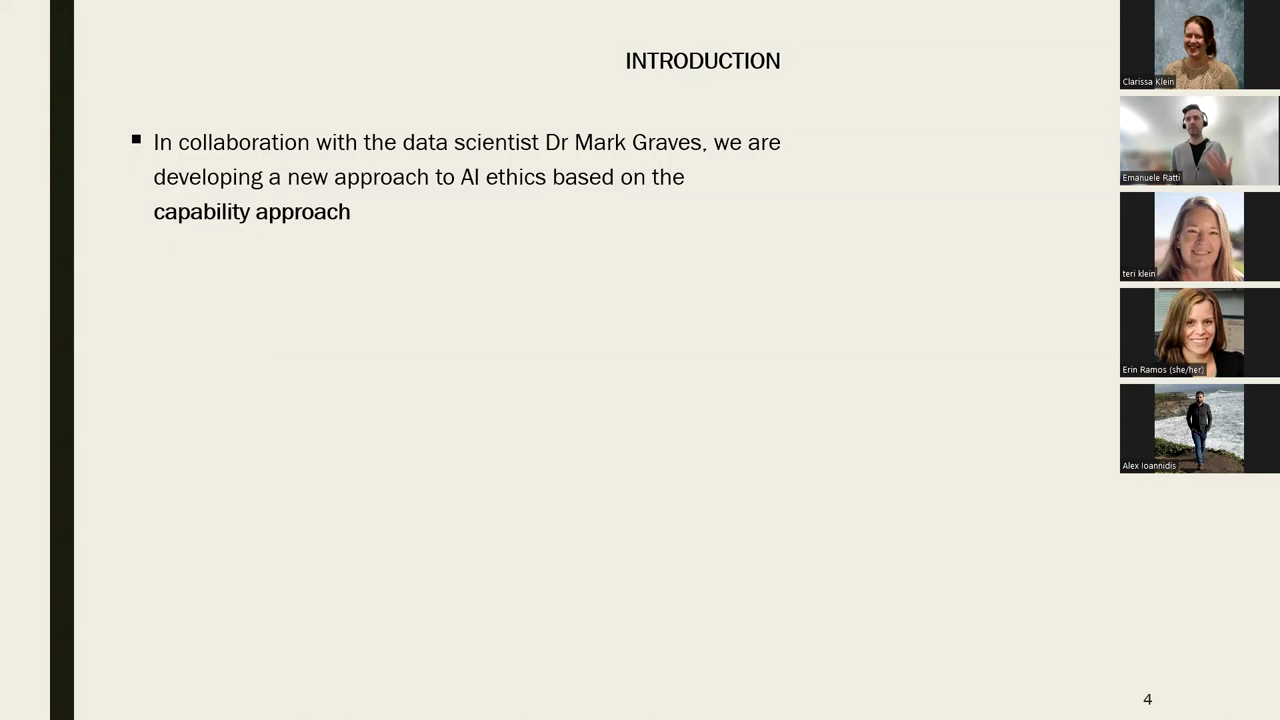 INTRODUCTION
▪ In collaboration with the data scientist Dr Mark Graves, we are
developing a new approach to AI ethics based on the
capability approach
Clarissa Klein
Emanuele Ratti
teri klein
Erin Ramos (she/her)
Alex Ioannidis
4